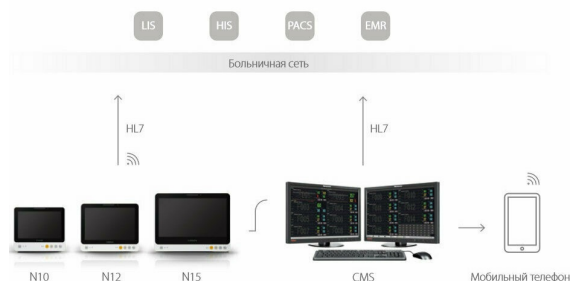 LIS HIS PACS EMR
Больничная сеть
HL7 HL7
N10 N12 N15 CMS Мобильный телефон